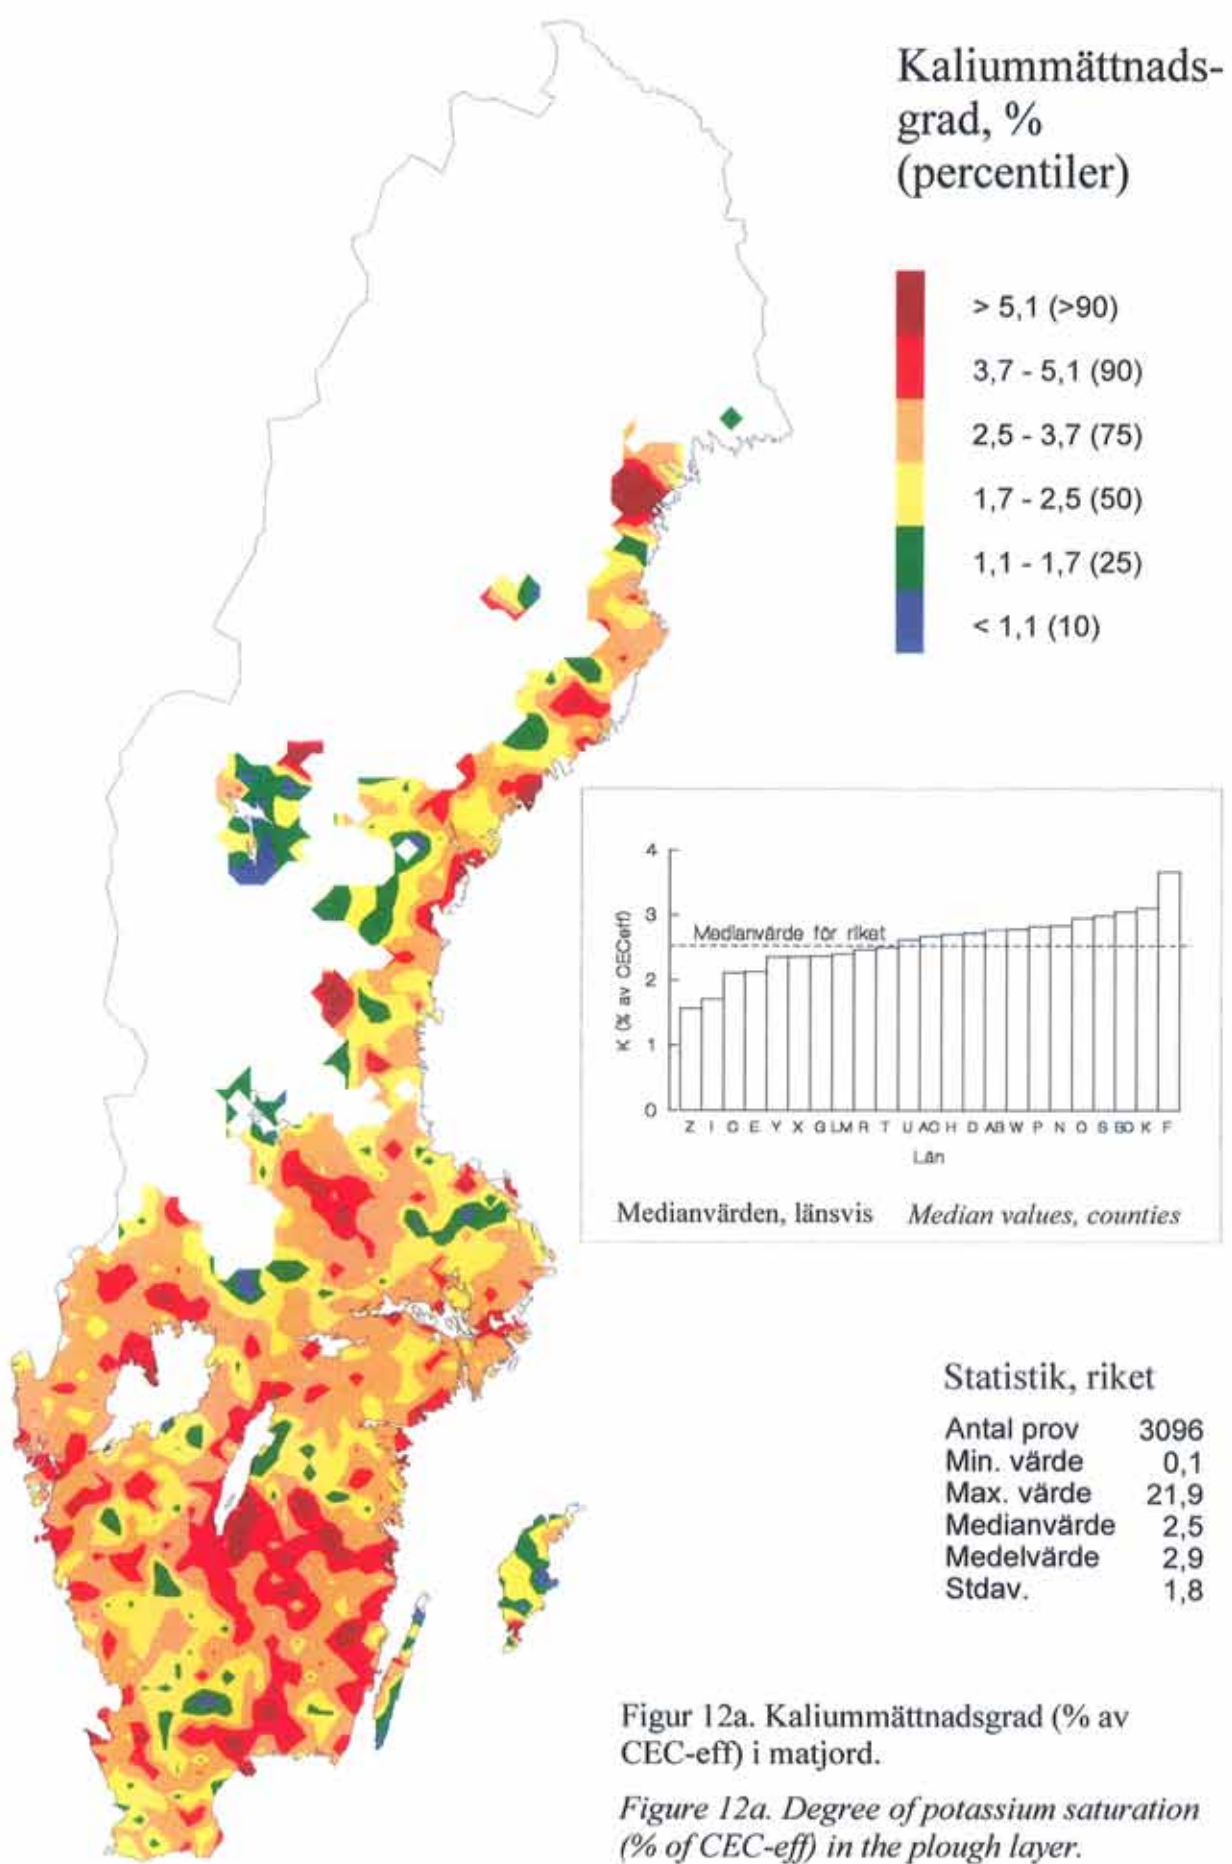 Kaliummättnads-
grad, %
(percentiler)
> 5,1 (>90)
3,7 - 5,1 (90)
2,5 - 3,7 (75)
1,7 - 2,5 (50)
1,1 - 1,7 (25)
< 1,1 (10)
K (% av CECeff)
4
3
2
1
0
Medianvärde för riket
Z I C E Y X G LM R T U AC H D AB W P N O S BD K F
Län
Medianvärden, länsvis Median values, counties
Statistik, riket
Antal prov 3096
Min. värde 0,1
Max. värde 21,9
Medianvärde 2,5
Medelvärde 2,9
Stdav. 1,8
Figur 12a. Kaliummättnadsgrad (% av
CEC-eff) i matjord.
Figure 12a. Degree of potassium saturation
(% of CEC-eff) in the plough layer.